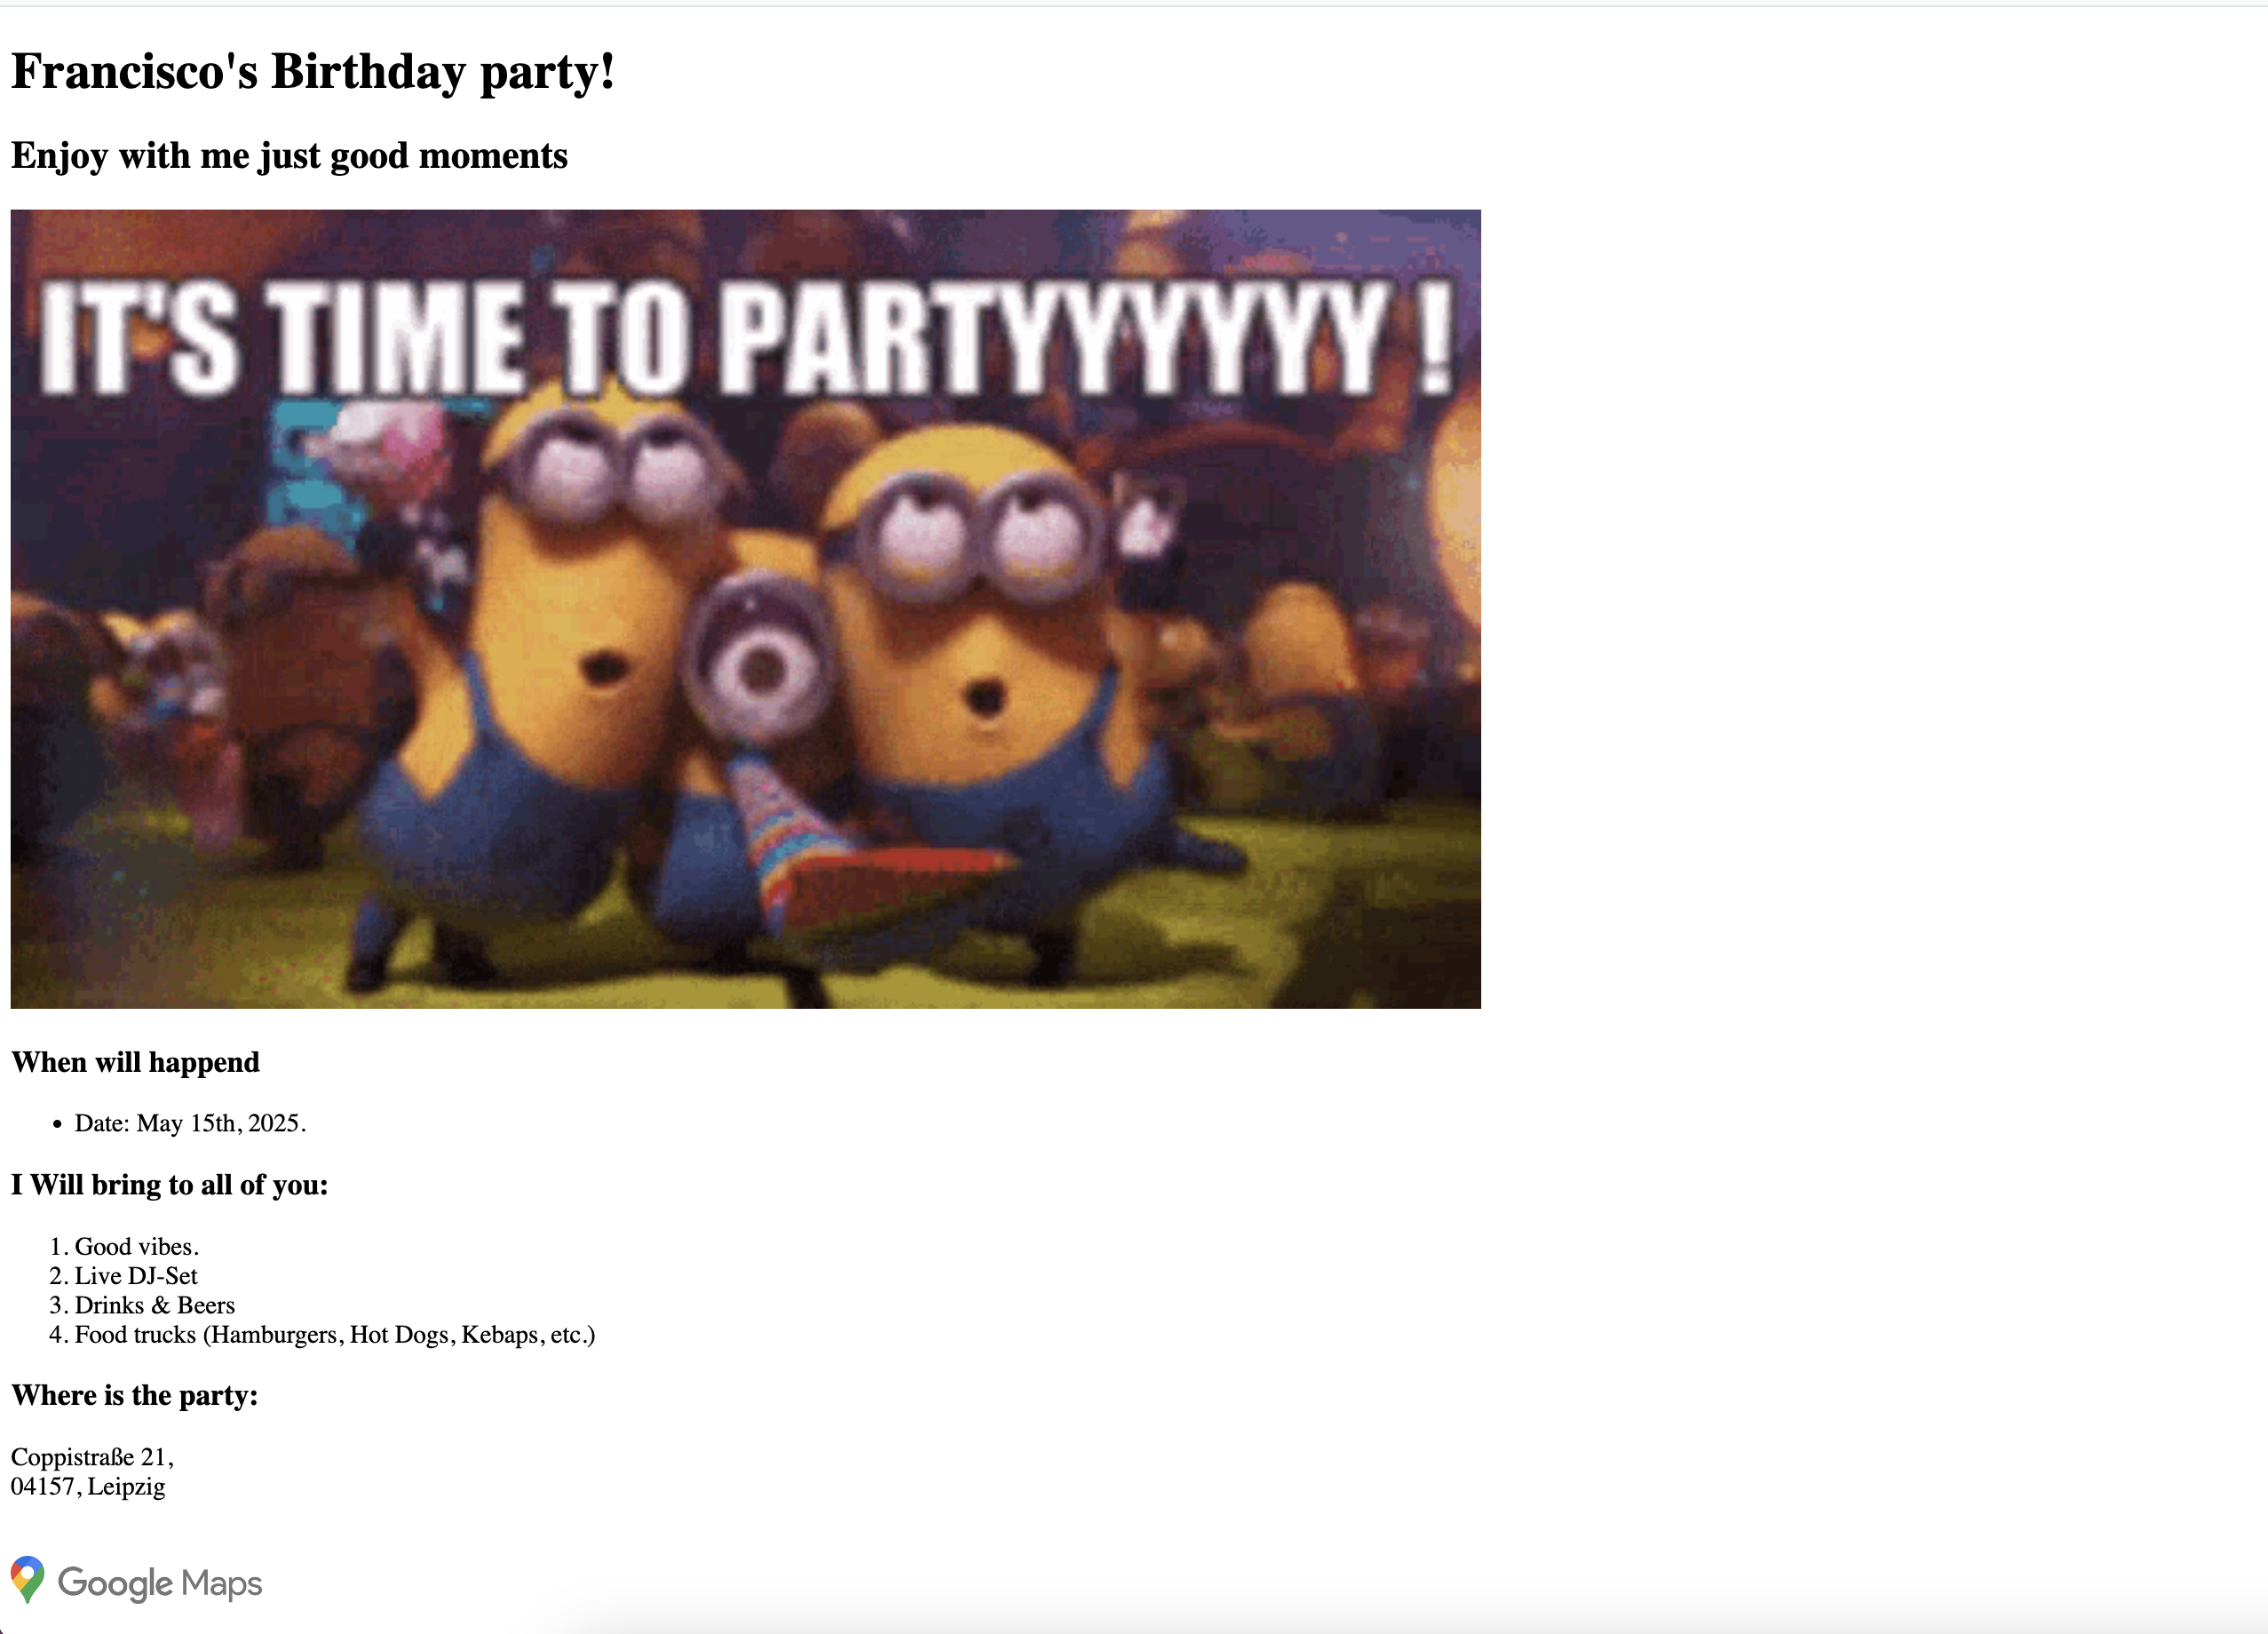 Francisco's Birthday party!
Enjoy with me just good moments
IT'S TIME TO PARTYYYYYY !
When will happend
• Date: May 15th, 2025.
I Will bring to all of you:
1. Good vibes.
2. Live DJ-Set
3. Drinks & Beers
4. Food trucks (Hamburgers, Hot Dogs, Kebaps, etc.)
Where is the party:
Coppistraße 21,
04157, Leipzig
Google Maps